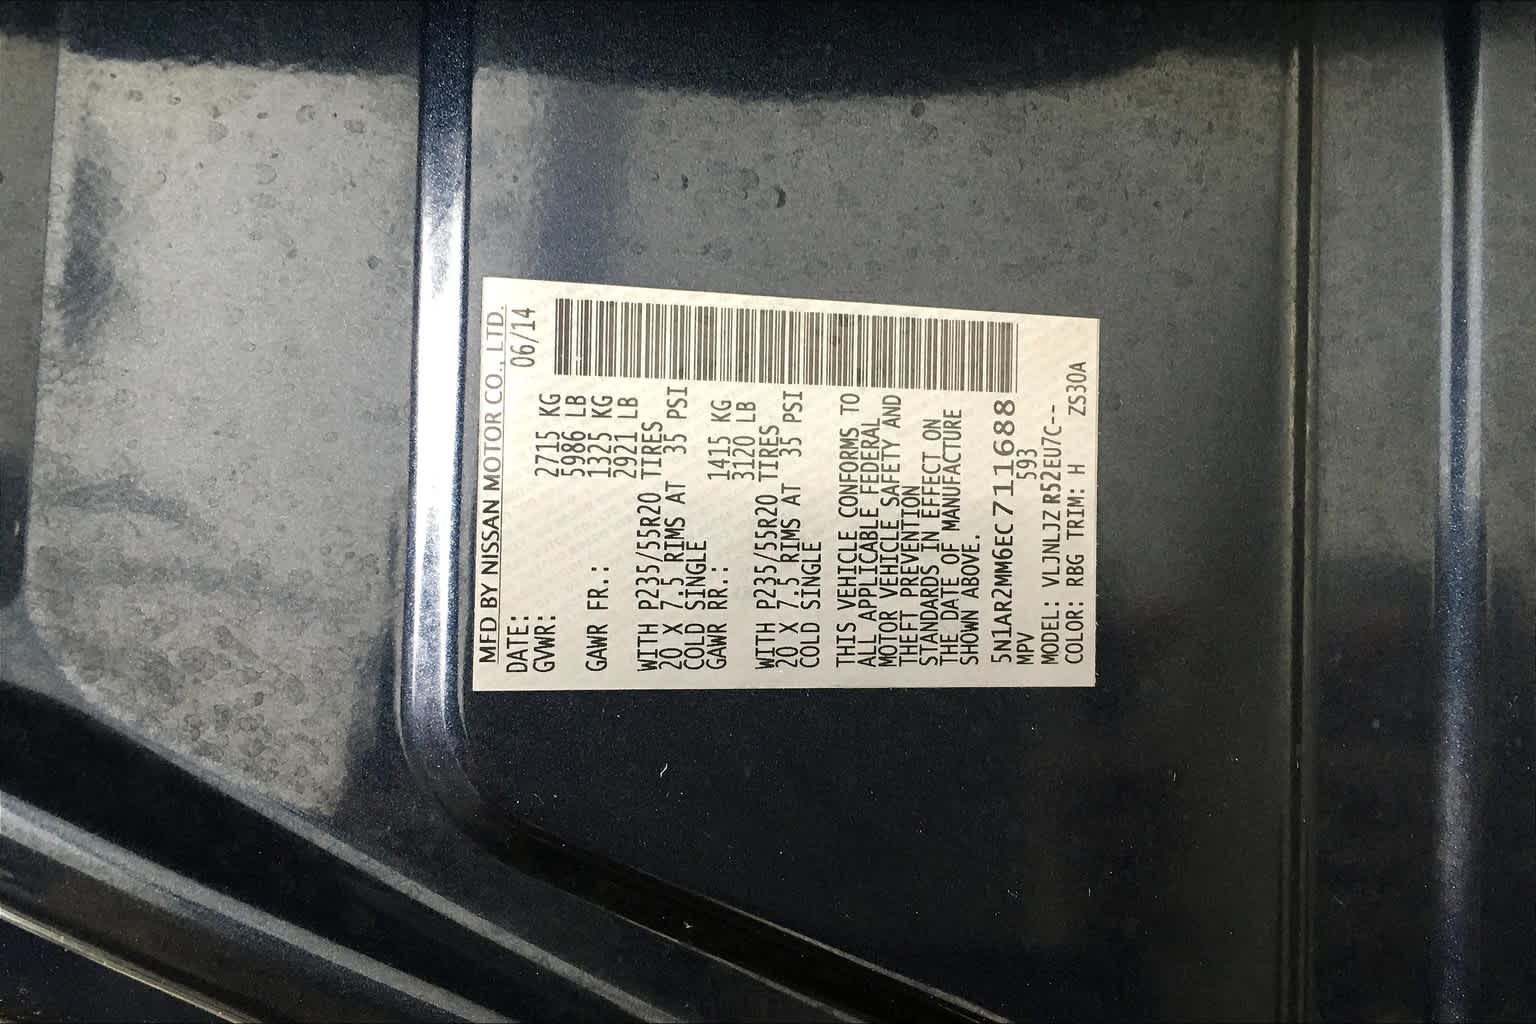 MFD BY NISSAN MOTOR CO., LTD.
DATE: 06/14
GVWR: 2715 KG
5986 LB
GAWR FR.: 1325 KG
2921 LB
WITH P235/55R20 TIRES
20 X 7.5 RIMS AT 35 PSI
COLD SINGLE
GAWR RR.: 1415 KG
3120 LB
WITH P235/55R20 TIRES
20 X 7.5 RIMS AT 35 PSI
COLD SINGLE
THIS VEHICLE CONFORMS TO
ALL APPLICABLE FEDERAL
MOTOR VEHICLE SAFETY AND
THEFT PREVENTION
STANDARDS IN EFFECT ON
THE DATE OF MANUFACTURE
SHOWN ABOVE.
5N1AR2MM6EC711688
MPV 593
MODEL: VLJNLJZ R52EU7C--
COLOR: RBG TRIM: H ZS30A